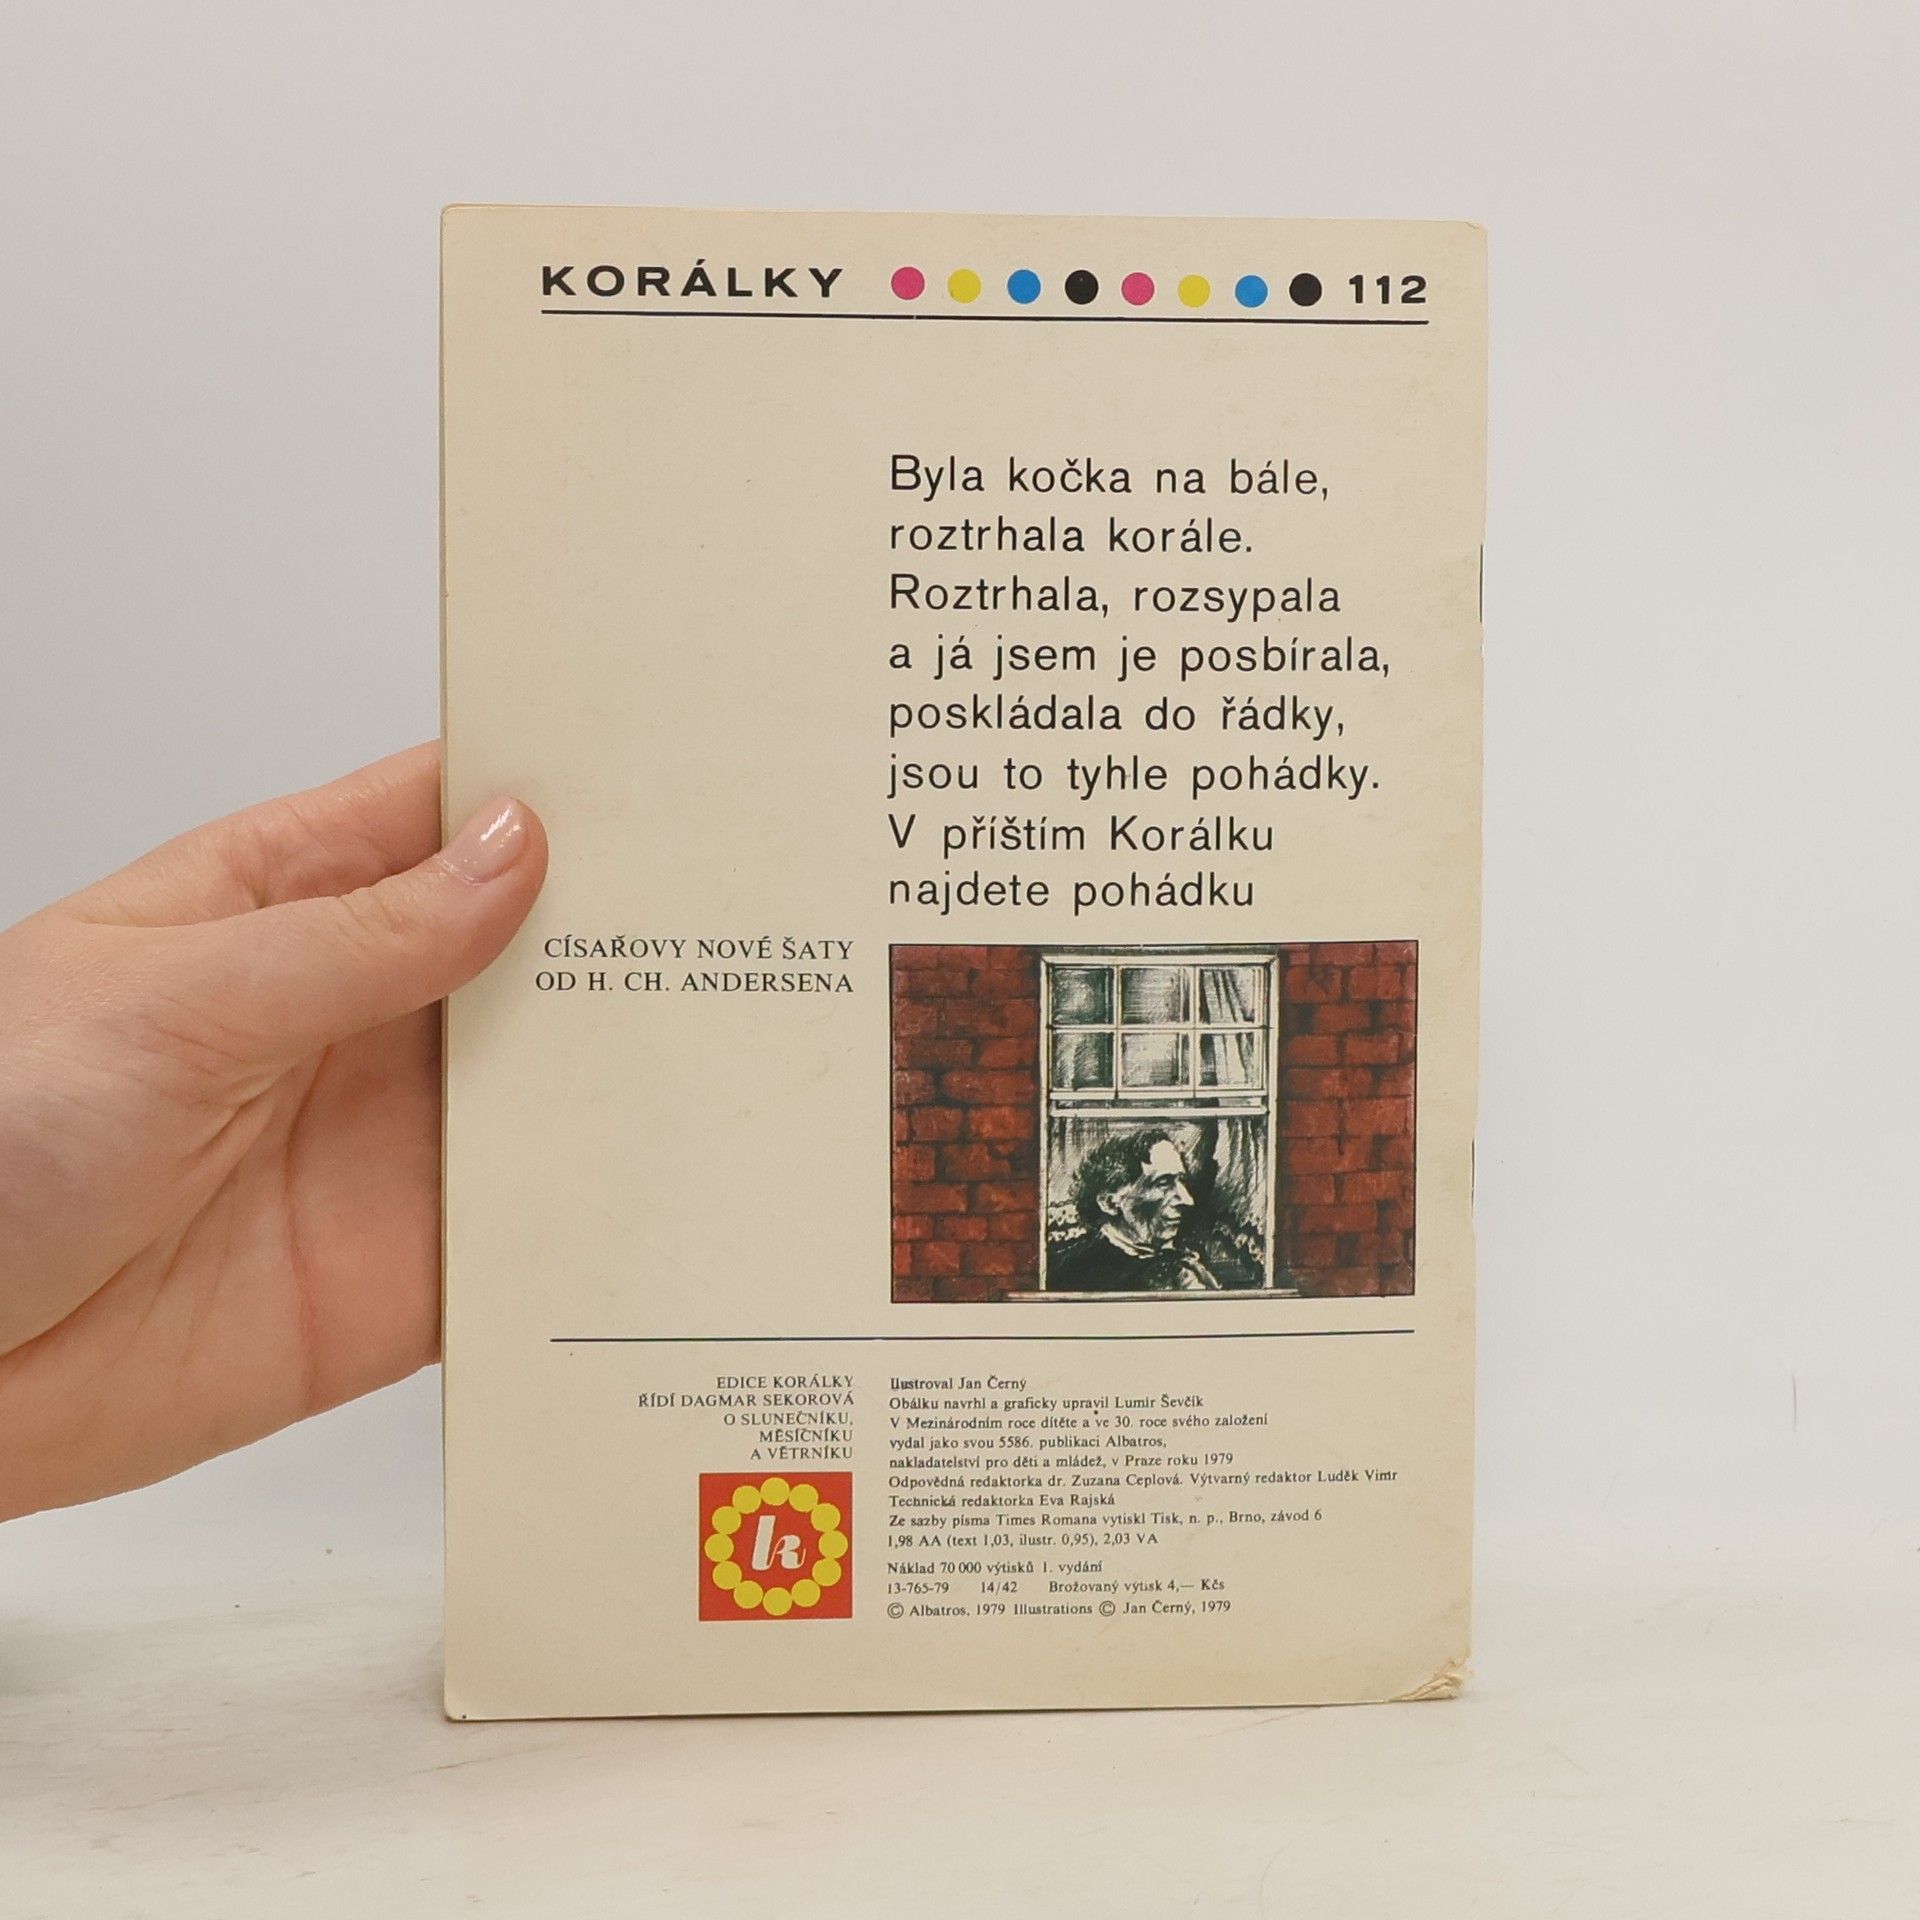 KORÁLKY 112
Byla kočka na bále,
roztrhala korále.
Roztrhala, rozsypala
a já jsem je posbírala,
poskládala do řádky,
jsou to tyhle pohádky.
V příštím Korálku
najdete pohádku
CÍSAŘOVY NOVÉ ŠATY
OD H. CH. ANDERSENA
EDICE KORÁLKY
ŘÍDÍ DAGMAR SEKOROVÁ
O SLUNEČNÍKU,
MĚSÍČNÍKU
A VĚTRNÍKU
k
Ilustroval Jan Černý
Obálku navrhl a graficky upravil Lumír Ševčík
V Mezinárodním roce dítěte a ve 30. roce svého založení
vydal jako svou 5586. publikaci Albatros,
nakladatelství pro děti a mládež, v Praze roku 1979
Odpovědná redaktorka dr. Zuzana Ceplová. Výtvarný redaktor Luděk Vimr
Technická redaktorka Eva Rajská
Ze sazby písma Times Romana vytiskl Tisk, n. p., Brno, závod 6
1,98 AA (text 1,03, ilustr. 0,95), 2,03 VA
Náklad 70 000 výtisků 1. vydání
13-765-79 14/42 Brožovaný výtisk 4,— Kčs
© Albatros, 1979 Illustrations © Jan Černý, 1979